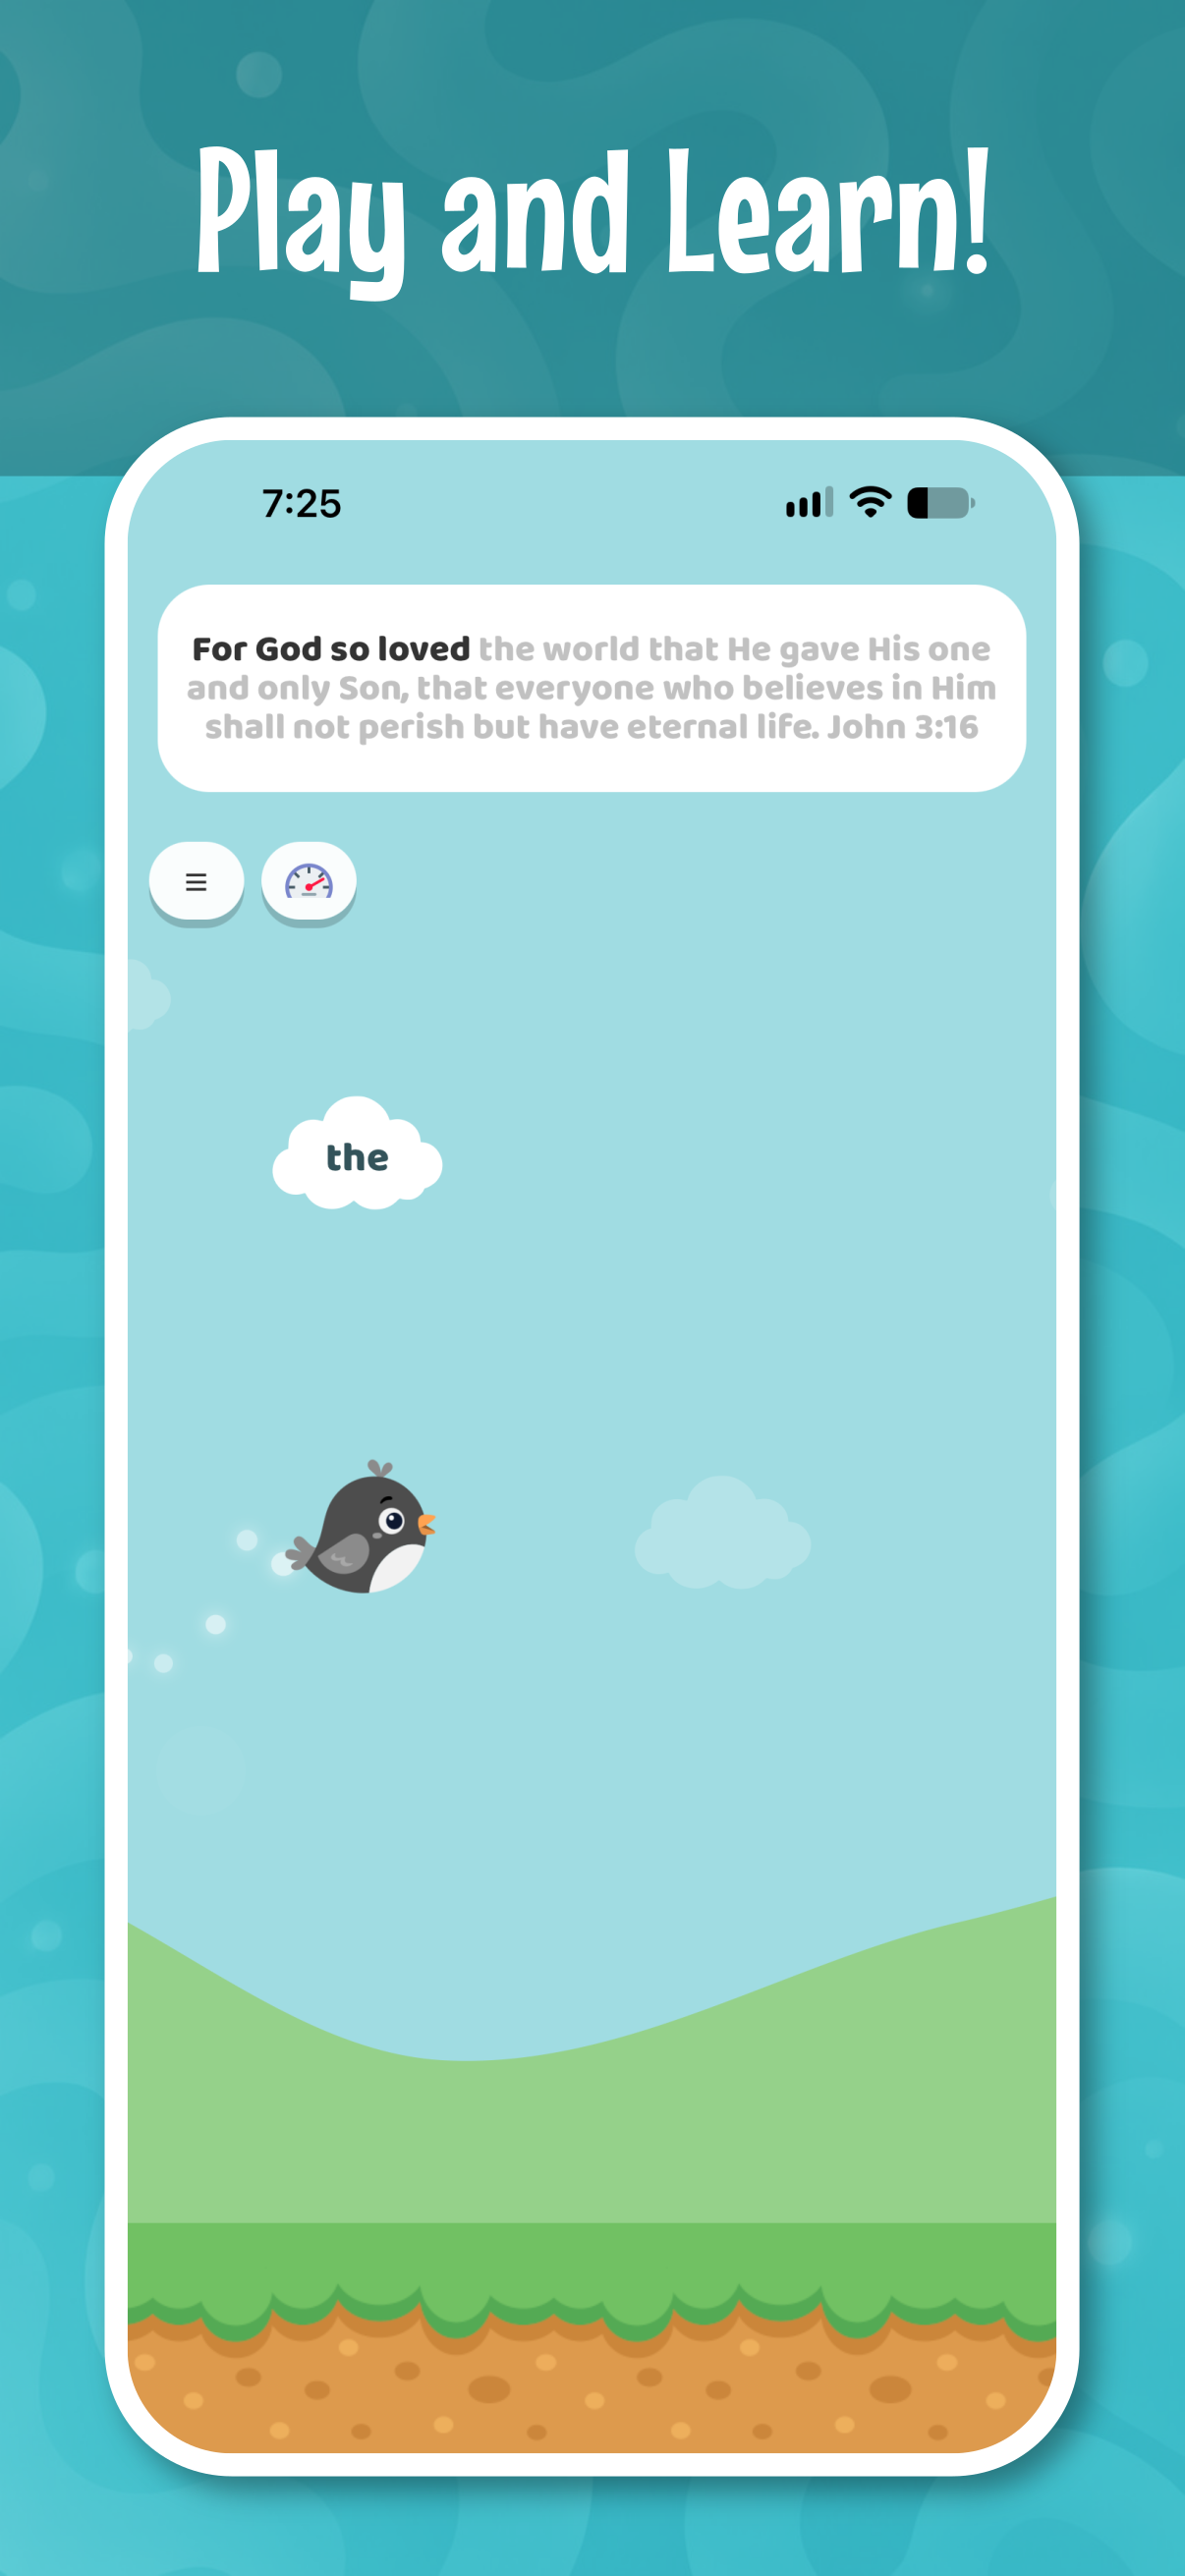 Play and Learn!
7:25
For God so loved the world that He gave His one
and only Son, that everyone who believes in Him
shall not perish but have eternal life. John 3:16
the